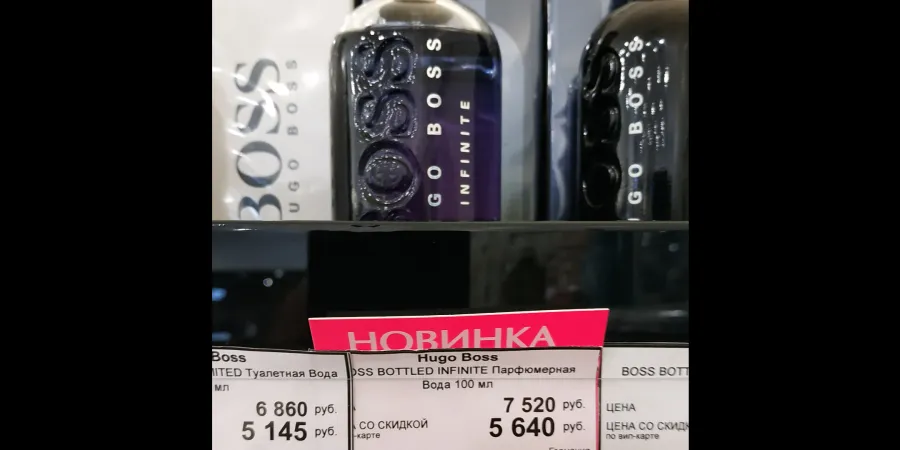 BOSS
HUGO BOSS
BOSS
GO BOSS
INFINITE
GO BOSS
НОВИНКА
Boss
MITED Туалетная Вода
мл
6 860 руб.
5 145 руб.
Hugo Boss
OSS BOTTLED INFINITE Парфюмерная
Вода 100 мл
7 520 руб.
А СО СКИДКОЙ
-карте
5 640 руб.
BOSS BOTT
ЦЕНА
ЦЕНА СО СКИДК
по вип-карте